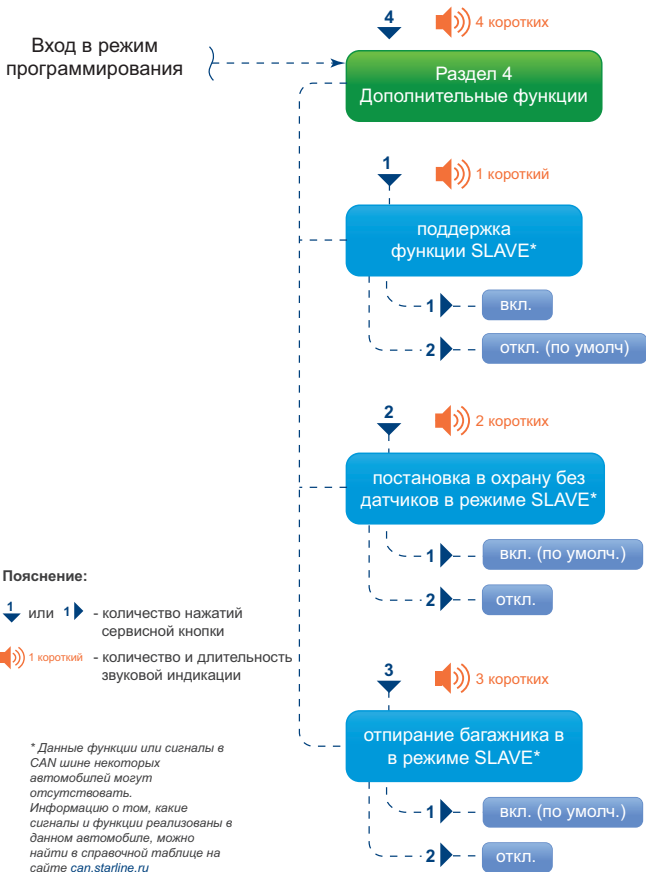 4
4 коротких
Вход в режим
программирования
Раздел 4
Дополнительные функции
1
1 короткий
поддержка
функции SLAVE*
1
вкл.
2
откл. (по умолч)
2
2 коротких
постановка в охрану без
датчиков в режиме SLAVE*
1
вкл. (по умолч.)
2
откл.
Пояснение:
1 или 1 - количество нажатий
сервисной кнопки
1 короткий - количество и длительность
звуковой индикации
3
3 коротких
отпирание багажника в
в режиме SLAVE*
1
вкл. (по умолч.)
2
откл.
* Данные функции или сигналы в
CAN шине некоторых
автомобилей могут
отсутствовать.
Информацию о том, какие
сигналы и функции реализованы в
данном автомобиле, можно
найти в справочной таблице на
сайте can.starline.ru